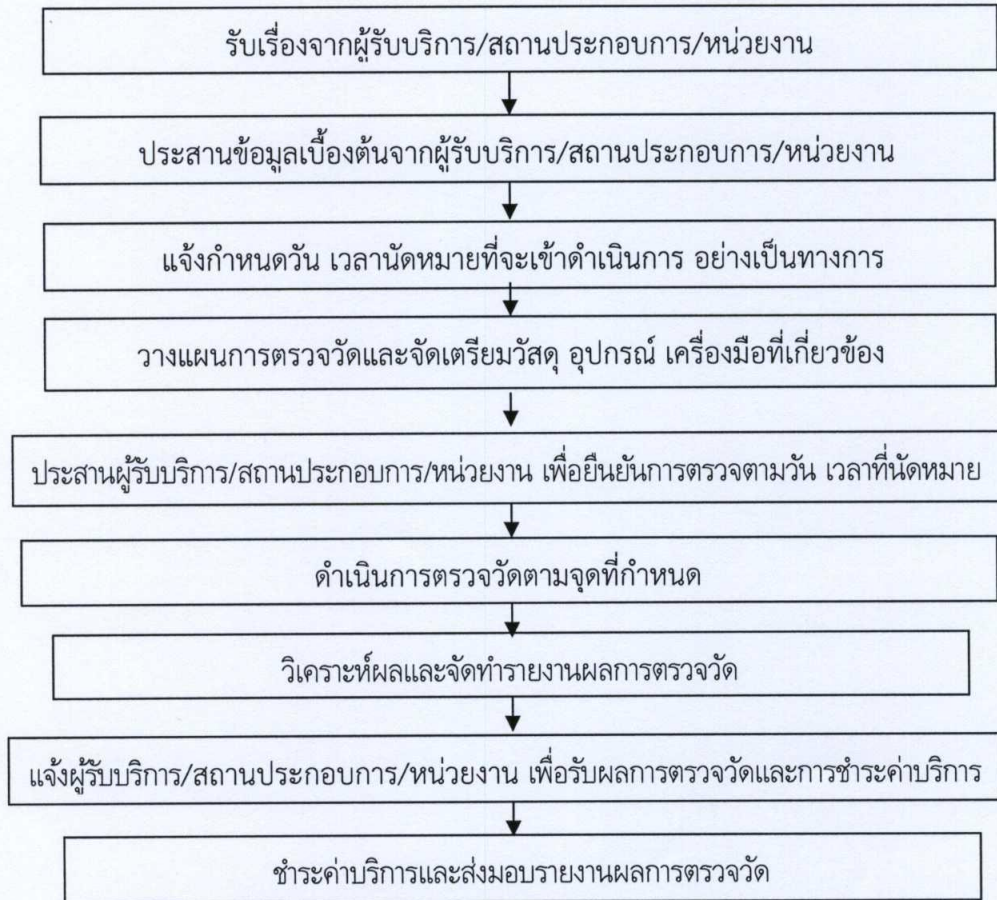 รับเรื่องจากผู้รับบริการ/สถานประกอบการ/หน่วยงาน
ประสานข้อมูลเบื้องต้นจากผู้รับบริการ/สถานประกอบการ/หน่วยงาน
แจ้งกำหนดวัน เวลานัดหมายที่จะเข้าดำเนินการ อย่างเป็นทางการ
วางแผนการตรวจวัดและจัดเตรียมวัสดุ อุปกรณ์ เครื่องมือที่เกี่ยวข้อง
ประสานผู้รับบริการ/สถานประกอบการ/หน่วยงาน เพื่อยืนยันการตรวจตามวัน เวลาที่นัดหมาย
ดำเนินการตรวจวัดตามจุดที่กำหนด
วิเคราะห์ผลและจัดทำรายงานผลการตรวจวัด
แจ้งผู้รับบริการ/สถานประกอบการ/หน่วยงาน เพื่อรับผลการตรวจวัดและการชำระค่าบริการ
ชำระค่าบริการและส่งมอบรายงานผลการตรวจวัด